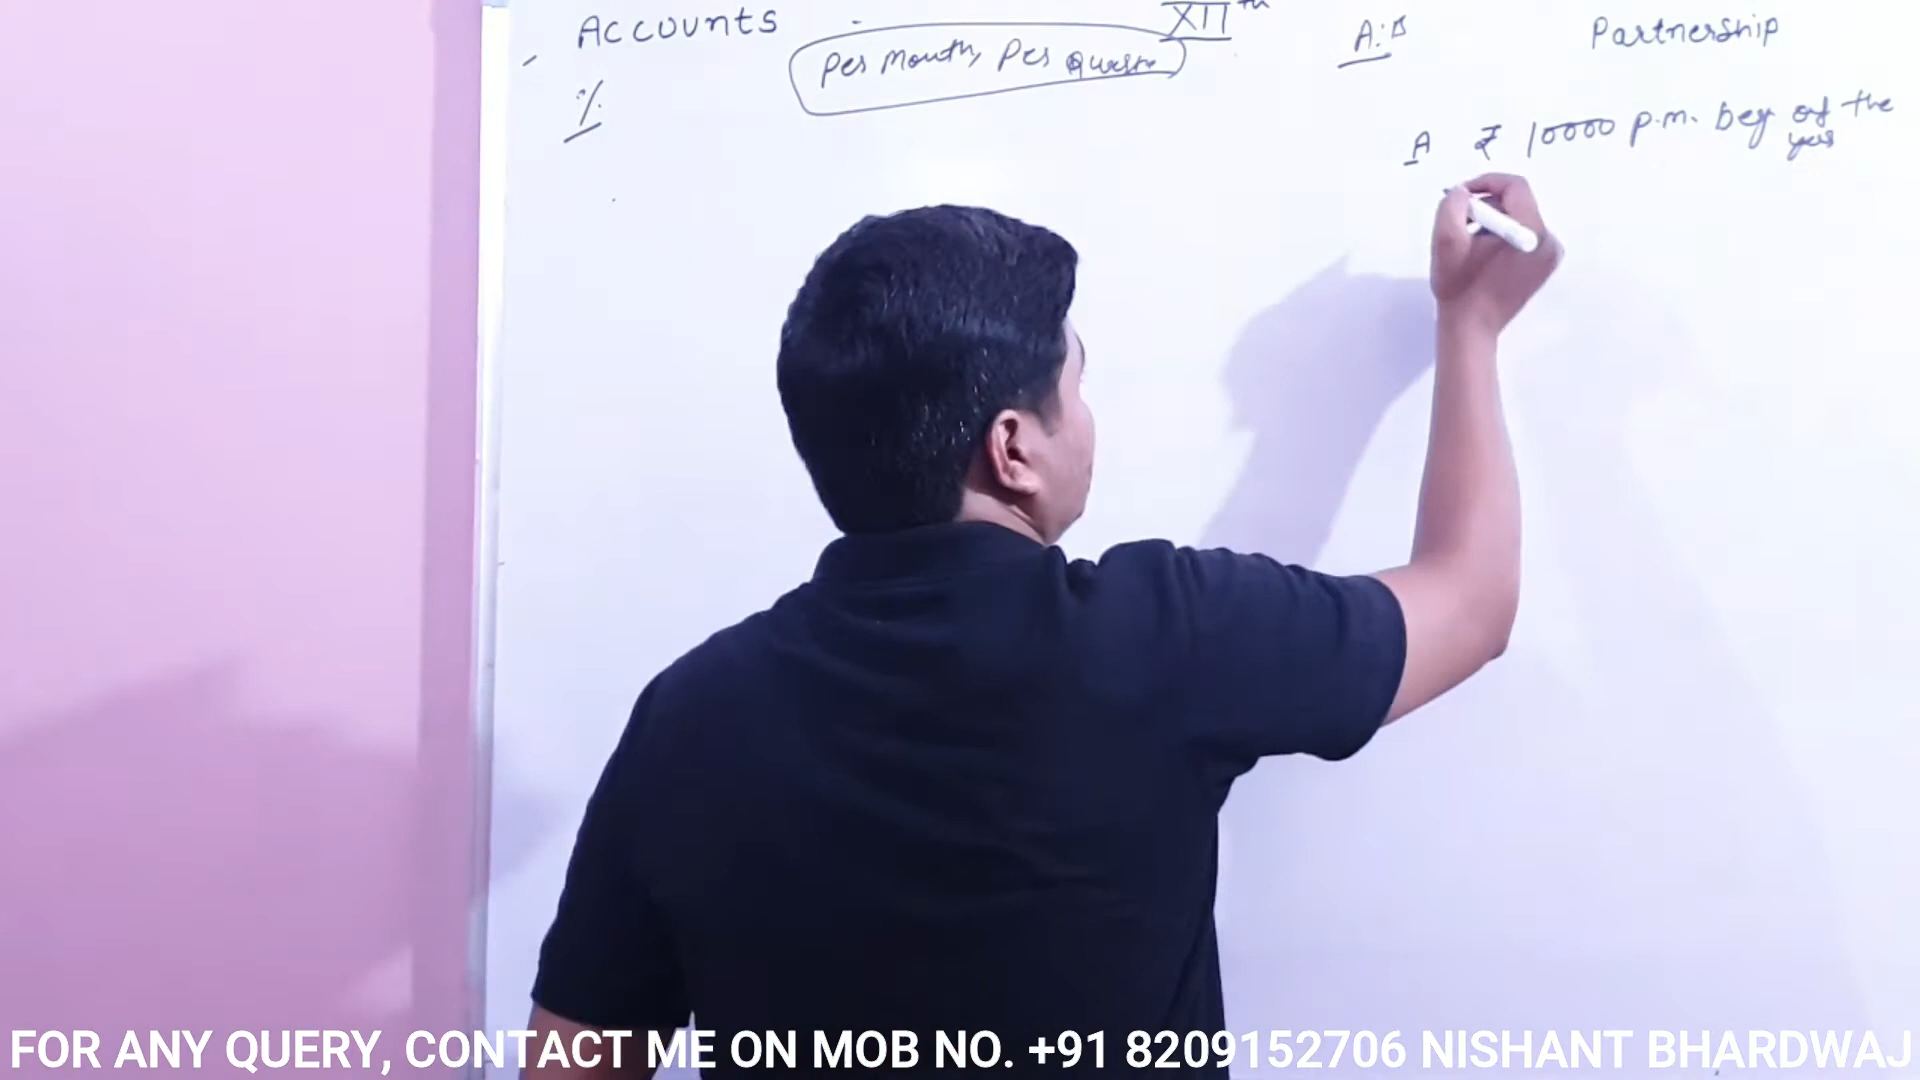 Accounts
XII th
A:B
Partnership
Per Month, Per Quarter
%
A ₹ 10000 p.m. beg of the
year
FOR ANY QUERY, CONTACT ME ON MOB NO. +91 8209152706 NISHANT BHARDWAJ